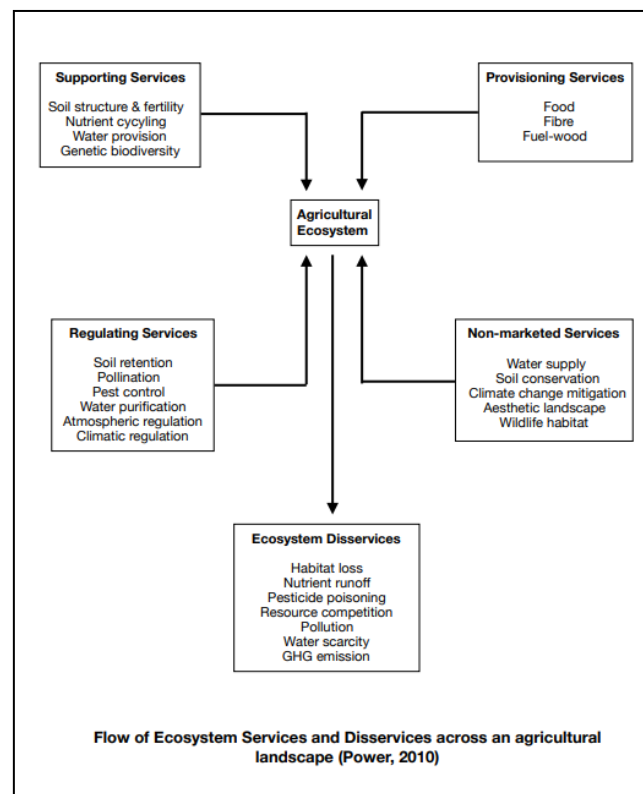 Supporting Services
Soil structure & fertility
Nutrient cycyling
Water provision
Genetic biodiversity
Provisioning Services
Food
Fibre
Fuel-wood
Agricultural
Ecosystem
Regulating Services
Soil retention
Pollination
Pest control
Water purification
Atmospheric regulation
Climatic regulation
Non-marketed Services
Water supply
Soil conservation
Climate change mitigation
Aesthetic landscape
Wildlife habitat
Ecosystem Disservices
Habitat loss
Nutrient runoff
Pesticide poisoning
Resource competition
Pollution
Water scarcity
GHG emission
Flow of Ecosystem Services and Disservices across an agricultural
landscape (Power, 2010)